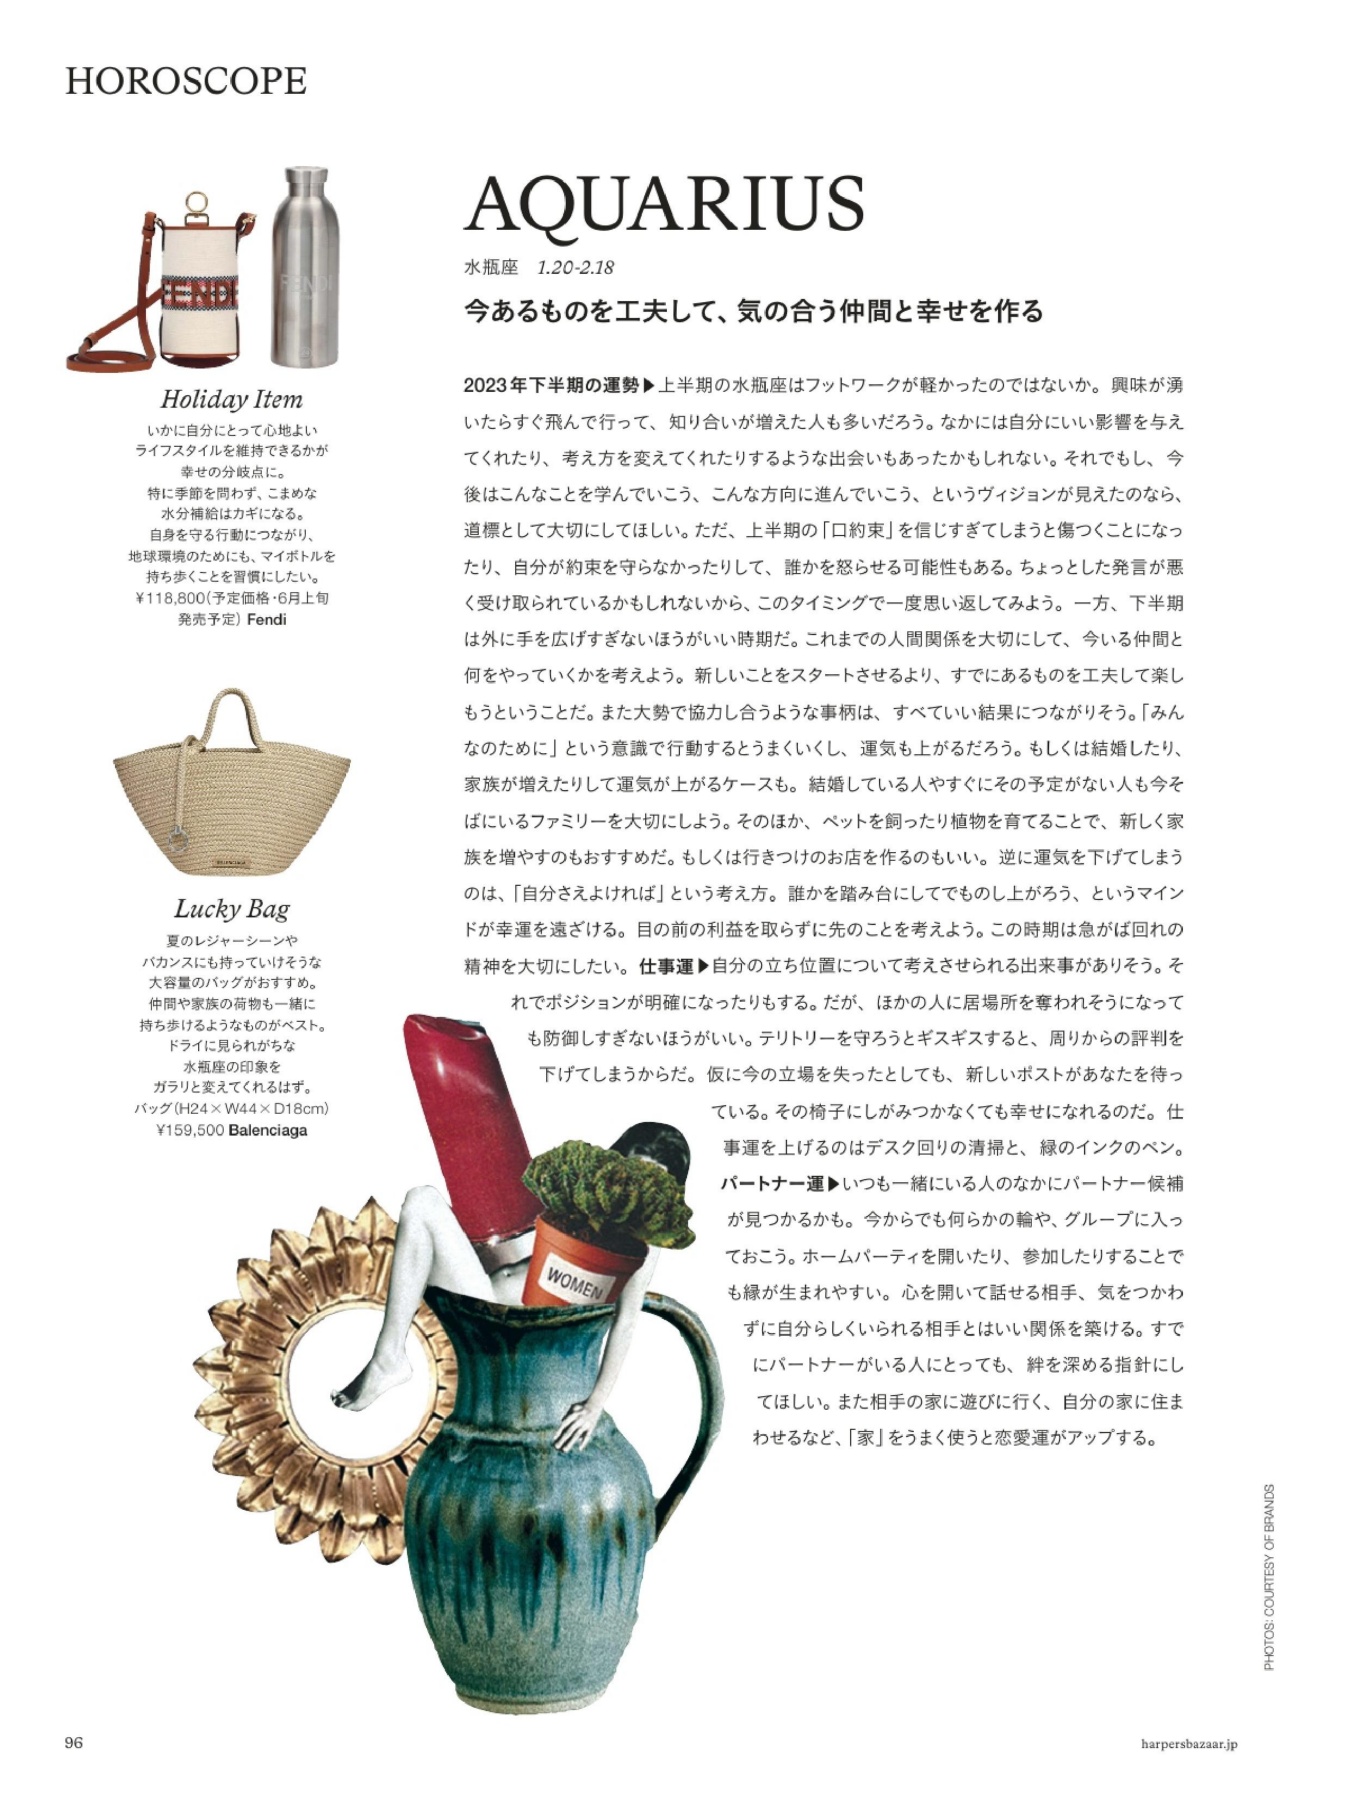 HOROSCOPE
FENDI
FENDI
Holiday Item
いかに自分にとって心地よい
ライフスタイルを維持できるかが
幸せの分岐点に。
特に季節を問わず、こまめな
水分補給はカギになる。
自身を守る行動につながり、
地球環境のためにも、マイボトルを
持ち歩くことを習慣にしたい。
¥118,800(予定価格・6月上旬
発売予定) Fendi
BALENCIAGA
Lucky Bag
夏のレジャーシーンや
バカンスにも持っていけそうな
大容量のバッグがおすすめ。
仲間や家族の荷物も一緒に
持ち歩けるようなものがベスト。
ドライに見られがちな
水瓶座の印象を
ガラリと変えてくれるはず。
バッグ(H24×W44×D18cm)
¥159,500 Balenciaga
AQUARIUS
水瓶座 1.20-2.18
今あるものを工夫して、気の合う仲間と幸せを作る
2023年下半期の運勢▶上半期の水瓶座はフットワークが軽かったのではないか。興味が湧
いたらすぐ飛んで行って、知り合いが増えた人も多いだろう。なかには自分にいい影響を与え
てくれたり、考え方を変えてくれたりするような出会いもあったかもしれない。それでもし、今
後はこんなことを学んでいこう、こんな方向に進んでいこう、というヴィジョンが見えたのなら、
道標として大切にしてほしい。ただ、上半期の「口約束」を信じすぎてしまうと傷つくことになっ
たり、自分が約束を守らなかったりして、誰かを怒らせる可能性もある。ちょっとした発言が悪
く受け取られているかもしれないから、このタイミングで一度思い返してみよう。一方、下半期
は外に手を広げすぎないほうがいい時期だ。これまでの人間関係を大切にして、今いる仲間と
何をやっていくかを考えよう。新しいことをスタートさせるより、すでにあるものを工夫して楽し
もうということだ。また大勢で協力し合うような事柄は、すべていい結果につながりそう。「みん
なのために」という意識で行動するとうまくいくし、運気も上がるだろう。もしくは結婚したり、
家族が増えたりして運気が上がるケースも。結婚している人やすぐにその予定がない人も今そ
ばにいるファミリーを大切にしよう。そのほか、ペットを飼ったり植物を育てることで、新しく家
族を増やすのもおすすめだ。もしくは行きつけのお店を作るのもいい。逆に運気を下げてしまう
のは、「自分さえよければ」という考え方。誰かを踏み台にしてでものし上がろう、というマイン
ドが幸運を遠ざける。目の前の利益を取らずに先のことを考えよう。この時期は急がば回れの
精神を大切にしたい。仕事運▶自分の立ち位置について考えさせられる出来事がありそう。そ
れでポジションが明確になったりもする。だが、ほかの人に居場所を奪われそうになって
も防御しすぎないほうがいい。テリトリーを守ろうとギスギスすると、周りからの評判を
下げてしまうからだ。仮に今の立場を失ったとしても、新しいポストがあなたを待っ
ている。その椅子にしがみつかなくても幸せになれるのだ。仕
事運を上げるのはデスク回りの清掃と、緑のインクのペン。
パートナー運▶いつも一緒にいる人のなかにパートナー候補
が見つかるかも。今からでも何らかの輪や、グループに入っ
ておこう。ホームパーティを開いたり、参加したりすることで
も縁が生まれやすい。心を開いて話せる相手、気をつかわ
ずに自分らしくいられる相手とはいい関係を築ける。すで
にパートナーがいる人にとっても、絆を深める指針にし
てほしい。また相手の家に遊びに行く、自分の家に住ま
わせるなど、「家」をうまく使うと恋愛運がアップする。
WOMEN
PHOTOS: COURTESY OF BRANDS
96
harpersbazaar.jp